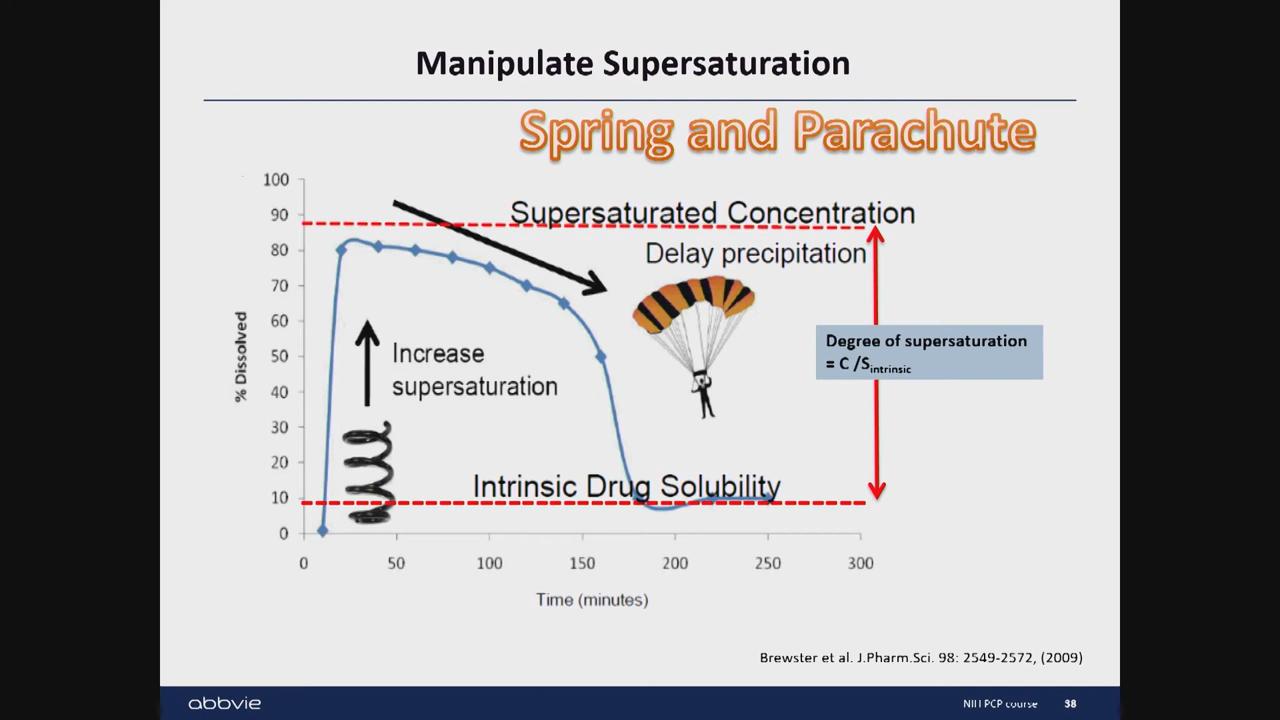 Manipulate Supersaturation
Spring and Parachute
100
90
80
70
60
50
40
30
20
10
0
% Dissolved
Supersaturated Concentration
Delay precipitation
Increase
supersaturation
Degree of supersaturation
= C /Sintrinsic
Intrinsic Drug Solubility
0 50 100 150 200 250 300
Time (minutes)
Brewster et al. J.Pharm.Sci. 98: 2549-2572, (2009)
abbvie
NIH PCP course 38